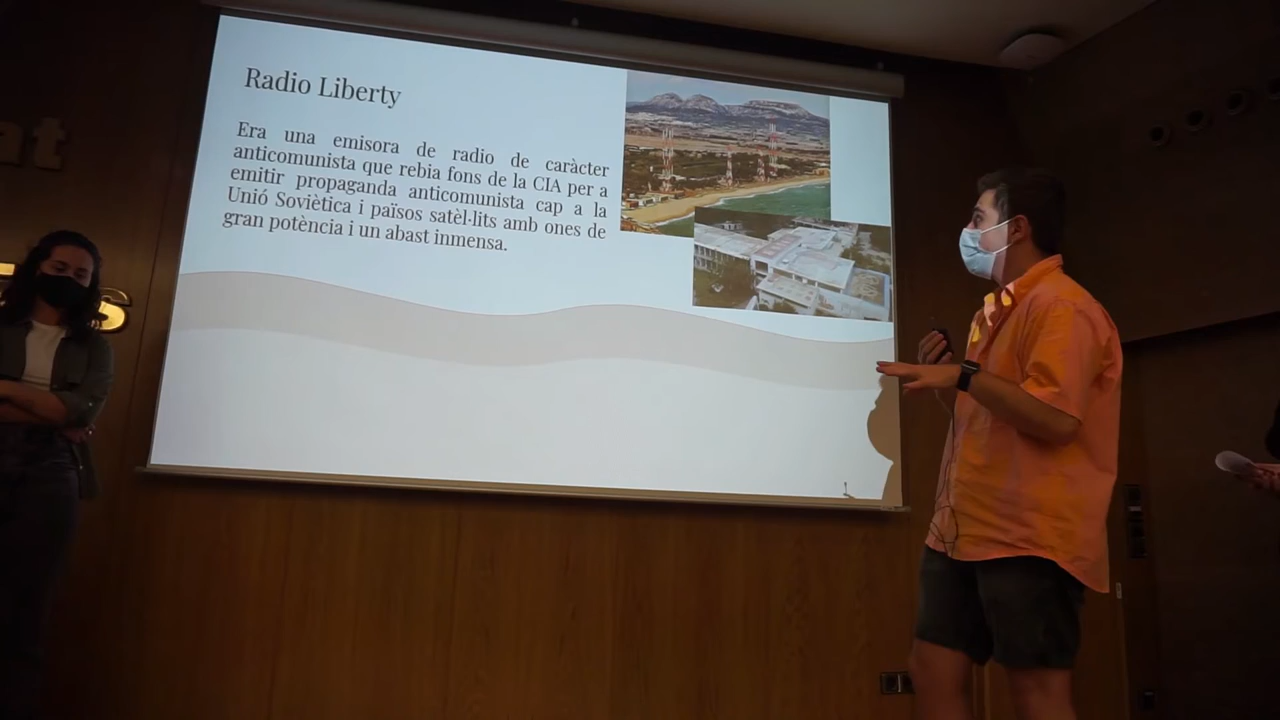 Radio Liberty
Era una emisora de radio de caràcter
anticomunista que rebia fons de la CIA per a
emitir propaganda anticomunista cap a la
Unió Soviètica i països satèl·lits amb ones de
gran potència i un abast inmensa.
at